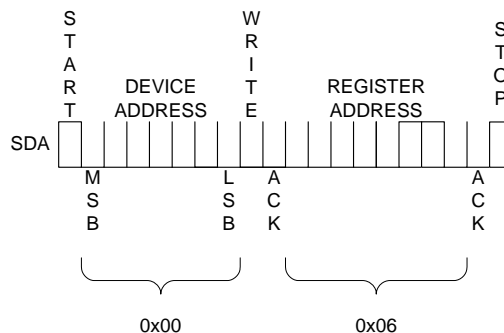 START
WRITE
STOP
DEVICE
ADDRESS
REGISTER
ADDRESS
SDA
MSB
LSB
ACK
ACK
0x00
0x06